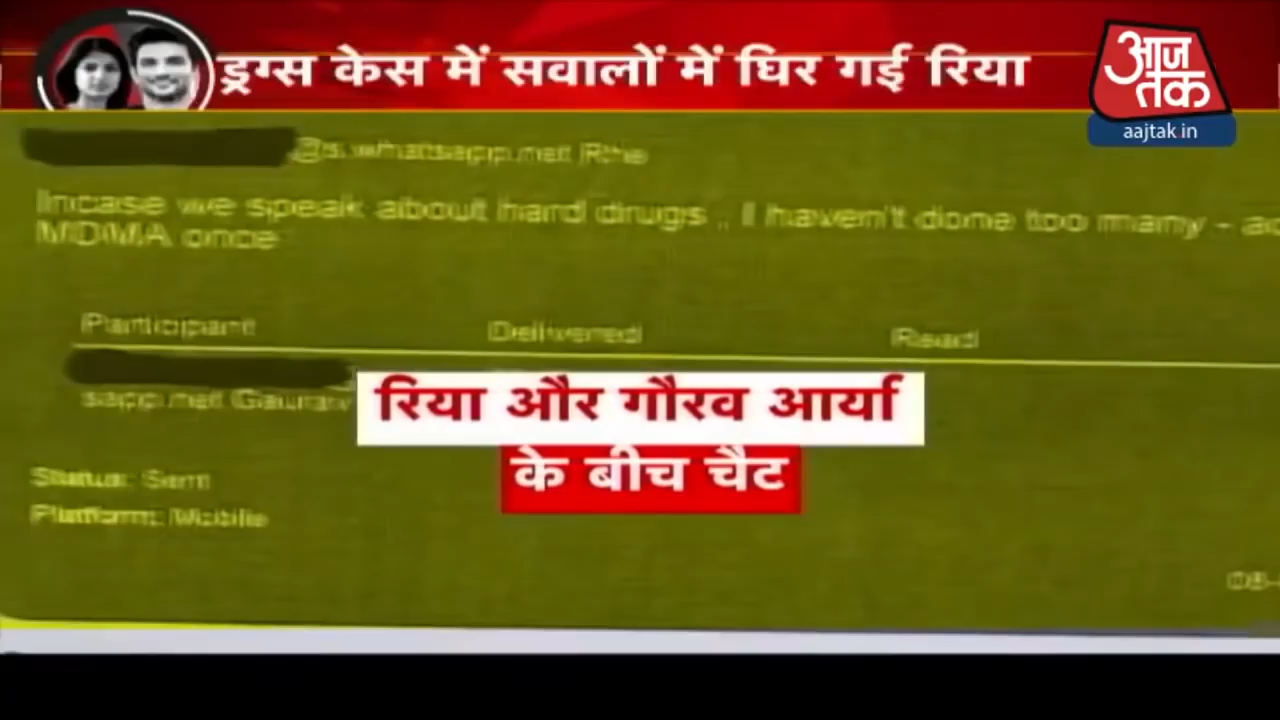 ड्रग्स केस में सवालों में घिर गई रिया
आज
तक
aajtak.in
@s.whatsapp.net Rhe
Incase we speak about hard drugs , I haven't done too many -
MDMA once
Participant Delivered Read
sapp.net Gaurav
रिया और गौरव आर्या
के बीच चैट
Status: Sent
Platform: Mobile
08-